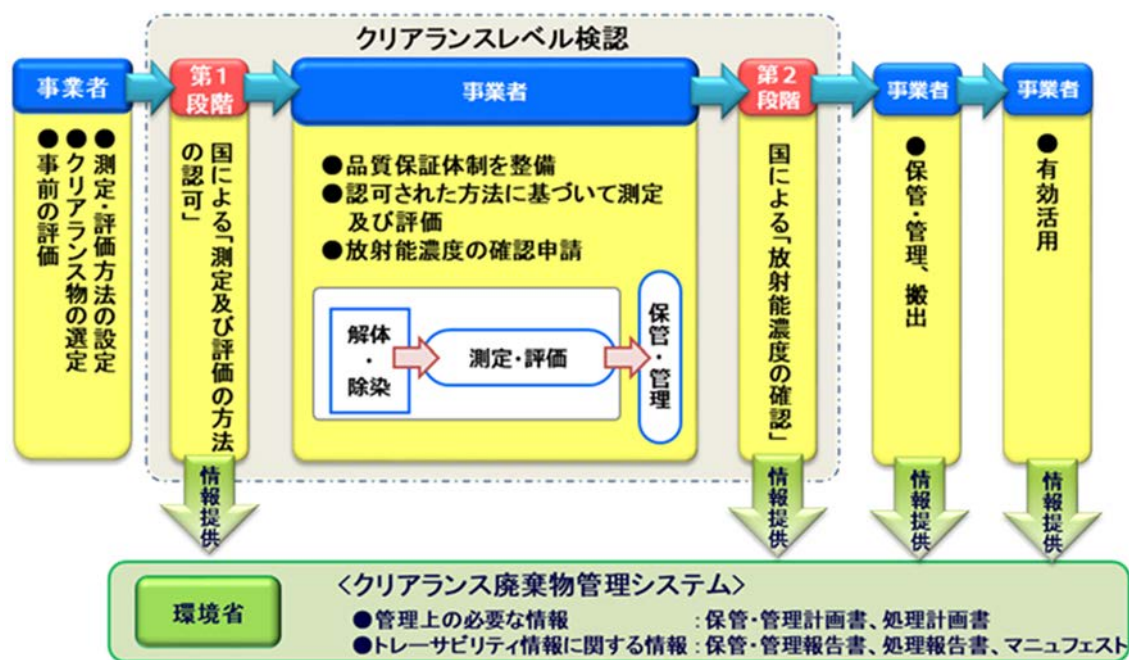 クリアランスレベル検認
事業者
●測定・評価方法の設定
●クリアランス物の選定
●事前の評価
第１
段階
国による「測定及び評価の方法
の認可」
事業者
●品質保証体制を整備
●認可された方法に基づいて測定
及び評価
●放射能濃度の確認申請
解体
・
除染
測定・評価
保管・管理
第２
段階
国による「放射能濃度の確認」
事業者
●保管・管理、搬出
事業者
●有効活用
情報提供
情報提供
情報提供
情報提供
環境省
<クリアランス廃棄物管理システム>
●管理上の必要な情報 ：保管・管理計画書、処理計画書
●トレーサビリティ情報に関する情報：保管・管理報告書、処理報告書、マニュフェスト